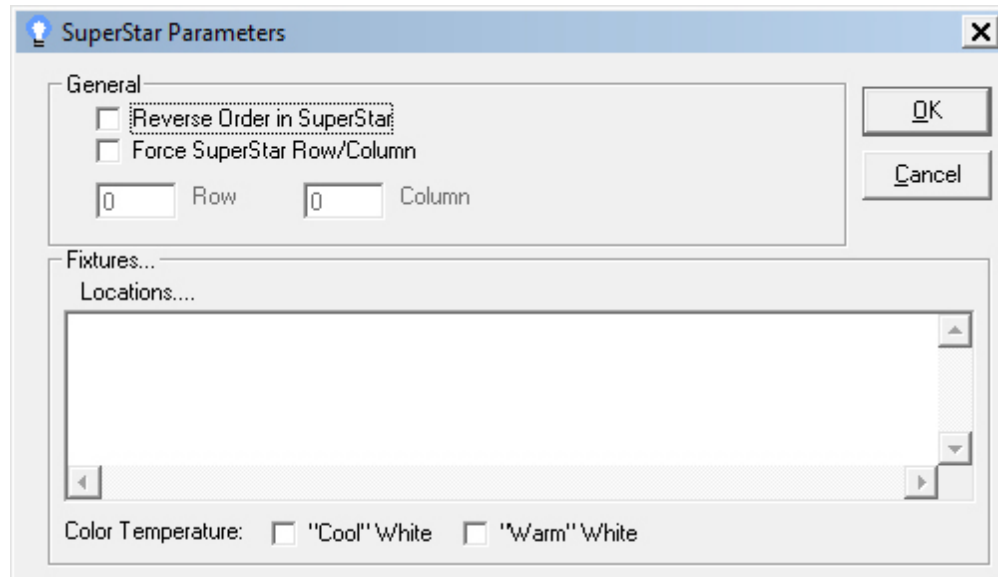 SuperStar Parameters
General
Reverse Order in SuperStar
Force SuperStar Row/Column
0 Row 0 Column
OK
Cancel
Fixtures...
Locations....
Color Temperature: "Cool" White "Warm" White